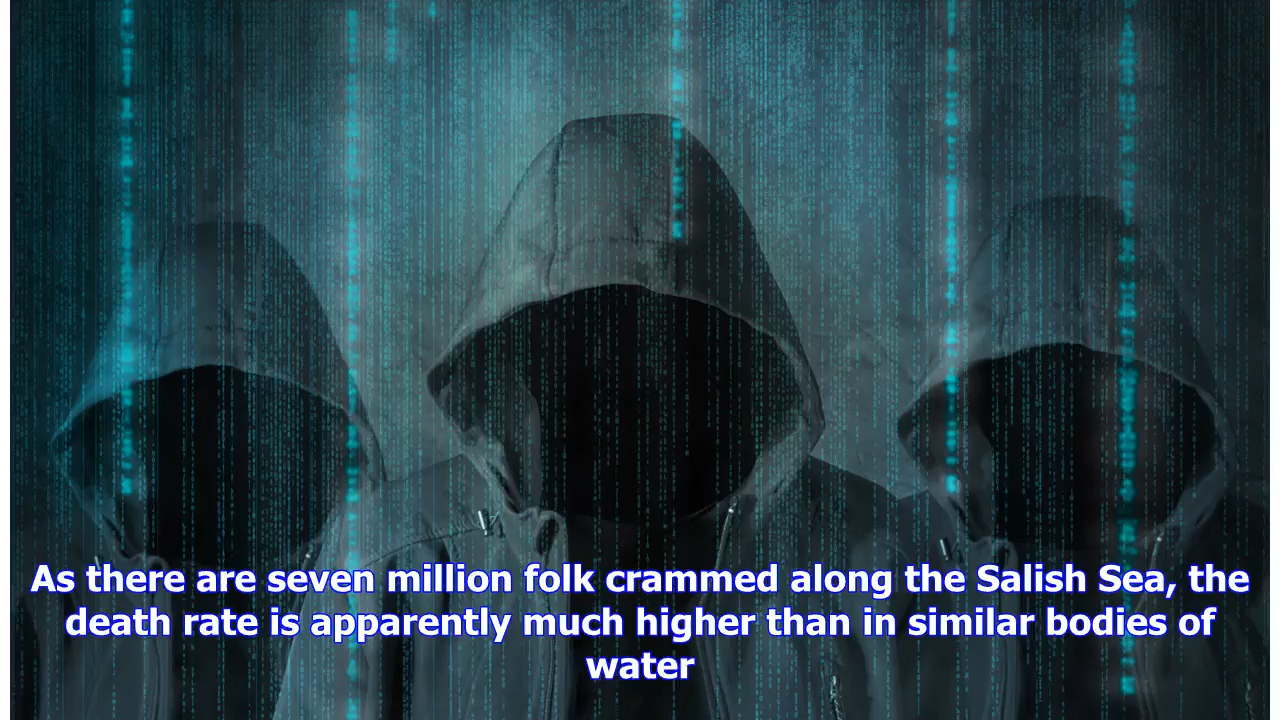 As there are seven million folk crammed along the Salish Sea, the
death rate is apparently much higher than in similar bodies of
water